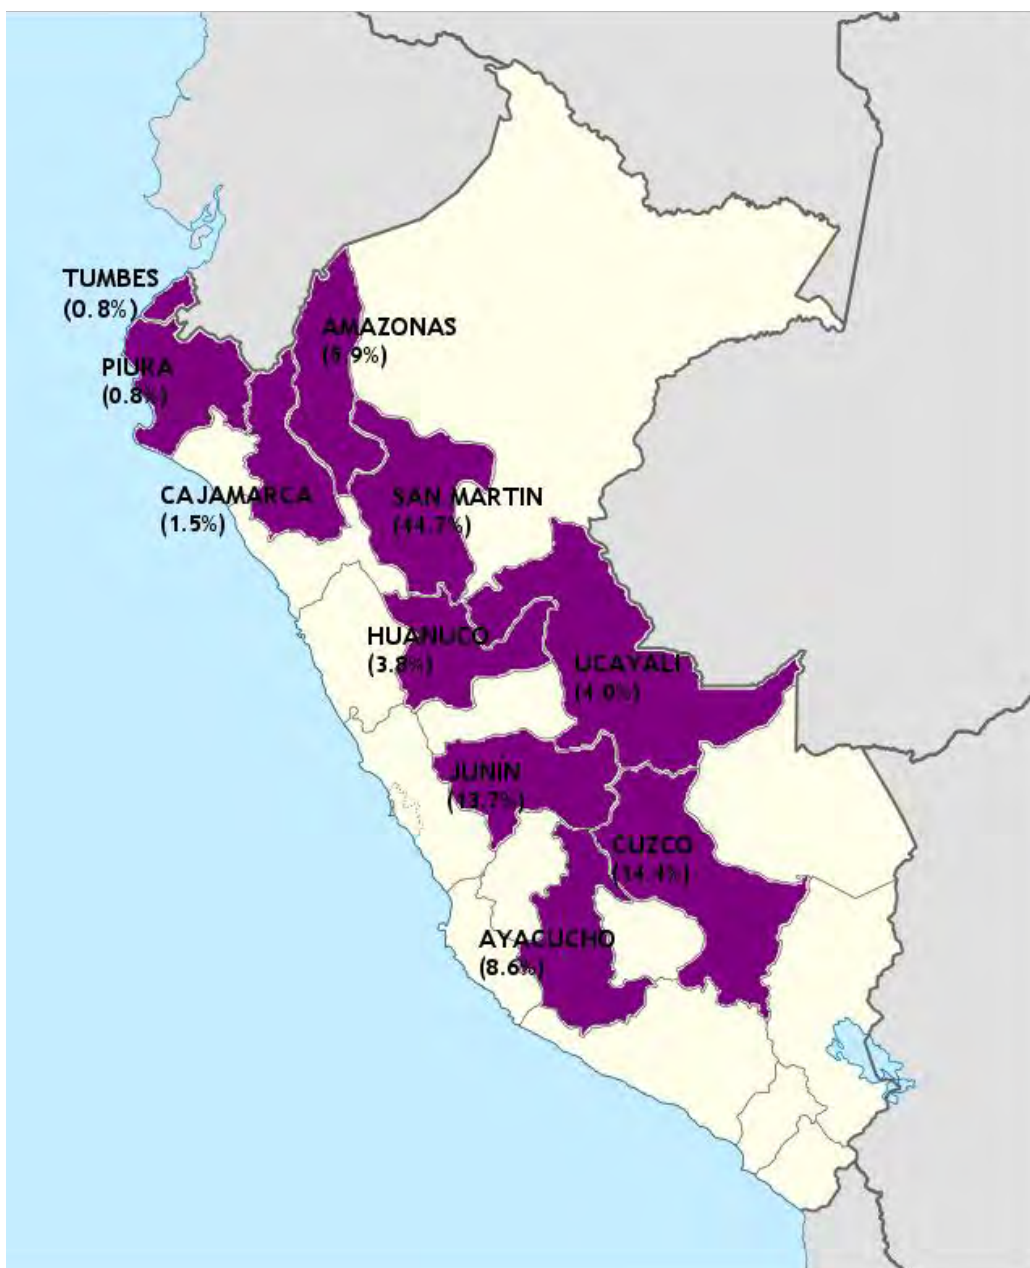 TUMBES
(0.8%)
AMAZONAS
(5.9%)
PIURA
(0.8%)
CAJAMARCA
(1.5%)
SAN MARTIN
(44.7%)
HUANUCO
(3.8%)
UCAYALI
(4.0%)
JUNÍN
(13.7%)
CUZCO
(14.4%)
AYACUCHO
(8.6%)